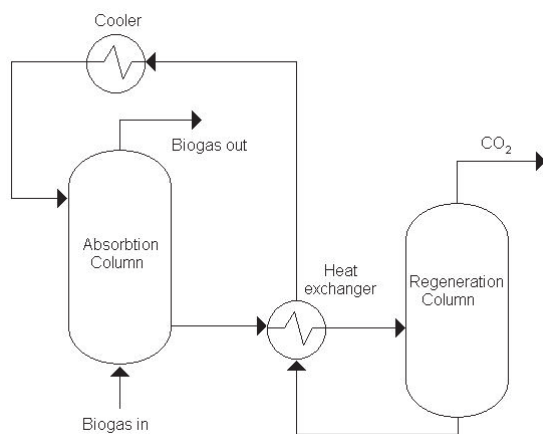 Cooler
Biogas out
CO₂
Absorbtion
Column
Heat
exchanger
Regeneration
Column
Biogas in